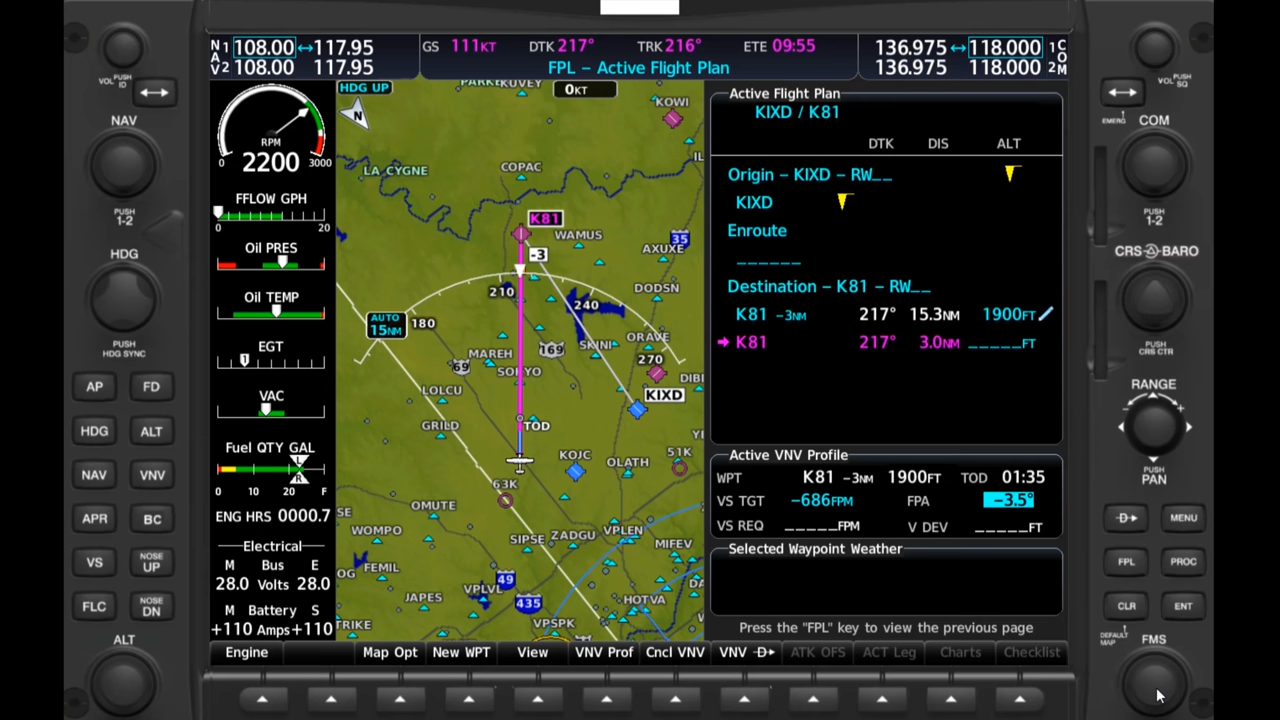 N 1 108.00 ↔ 117.95
A
V 2 108.00 117.95
GS 111KT DTK 217° TRK 216° ETE 09:55
FPL – Active Flight Plan
136.975 ↔ 118.000 1 C
O
136.975 118.000 2 M
VOL PUSH ID
NAV
PUSH 1-2
HDG
PUSH HDG SYNC
AP FD
HDG ALT
NAV VNV
APR BC
VS NOSE UP
FLC NOSE DN
ALT
RPM
2200
0 3000
FFLOW GPH
0 20
Oil PRES
Oil TEMP
EGT
1
VAC
Fuel QTY GAL
L
R
0 10 20 F
ENG HRS 0000.7
Electrical
M Bus E
28.0 Volts 28.0
M Battery S
+110 Amps +110
HDG UP
N
0KT
KUVEY
KOWI
LA_CYGNE
COPAC
K81
WAMUS
-3
35
AXUXE
210
240
DODSN
AUTO
15NM
180
169
SKINI
ORAVE
MAREH
69
SOKYO
270
LOLCU
KIXD
GRILD
TOD
KOJC
OLATH
51K
63K
OMUTE
WOMPO
SIPSE
ZADGU
VPLEN
MIFEV
FEMIL
49
VPLVL
JAPES
435
HOTVA
VPSPK
Active Flight Plan
KIXD / K81
DTK DIS ALT
Origin – KIXD – RW__
KIXD
Enroute
______
Destination – K81 – RW__
K81 -3NM 217° 15.3NM 1900FT
K81 217° 3.0NM _____FT
Active VNV Profile
WPT K81 -3NM 1900FT TOD 01:35
VS TGT -686FPM FPA -3.5°
VS REQ _____FPM V DEV _____FT
Selected Waypoint Weather
Press the "FPL" key to view the previous page
Engine Map Opt New WPT View VNV Prof Cncl VNV VNV D→ ATK OFS ACT Leg Charts Checklist
VOL PUSH SQ
EMERG
COM
PUSH 1-2
CRS BARO
PUSH CRS CTR
RANGE
- +
PUSH PAN
D→ MENU
FPL PROC
CLR ENT
DEFAULT MAP
FMS